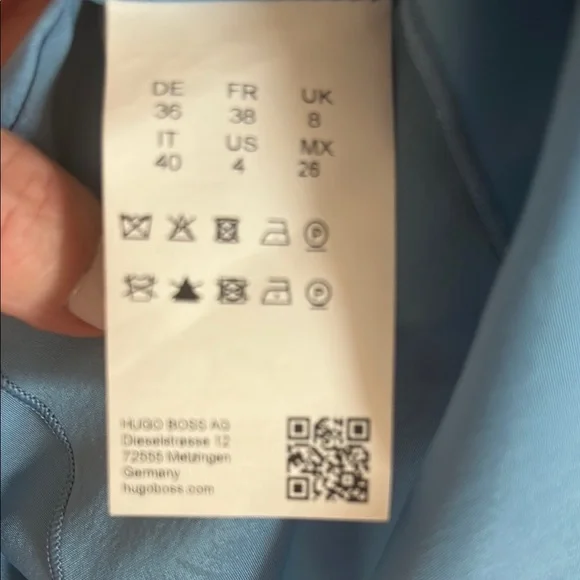 DE FR UK
36 38 8
IT US MX
40 4 26
P
P
HUGO BOSS AG
Dieselstrasse 12
72555 Metzingen
Germany
hugoboss.com